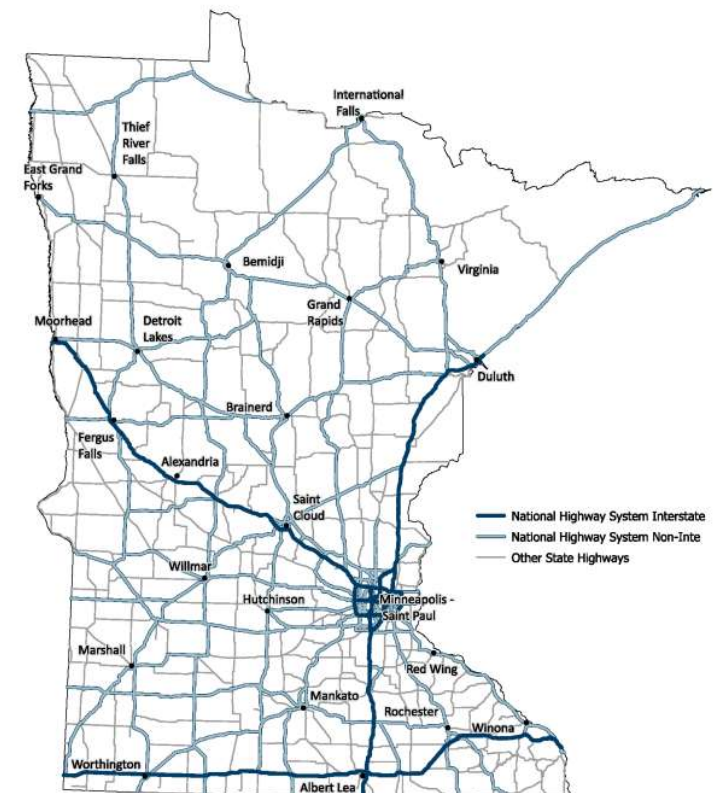 International
Falls
Thief
River
Falls
East Grand
Forks
Bemidji
Virginia
Grand
Rapids
Moorhead
Detroit
Lakes
Duluth
Brainerd
Fergus
Falls
Alexandria
Saint
Cloud
National Highway System Interstate
National Highway System Non-Inte
Other State Highways
Willmar
Hutchinson
Minneapolis -
Saint Paul
Marshall
Red Wing
Mankato
Rochester
Winona
Worthington
Albert Lea